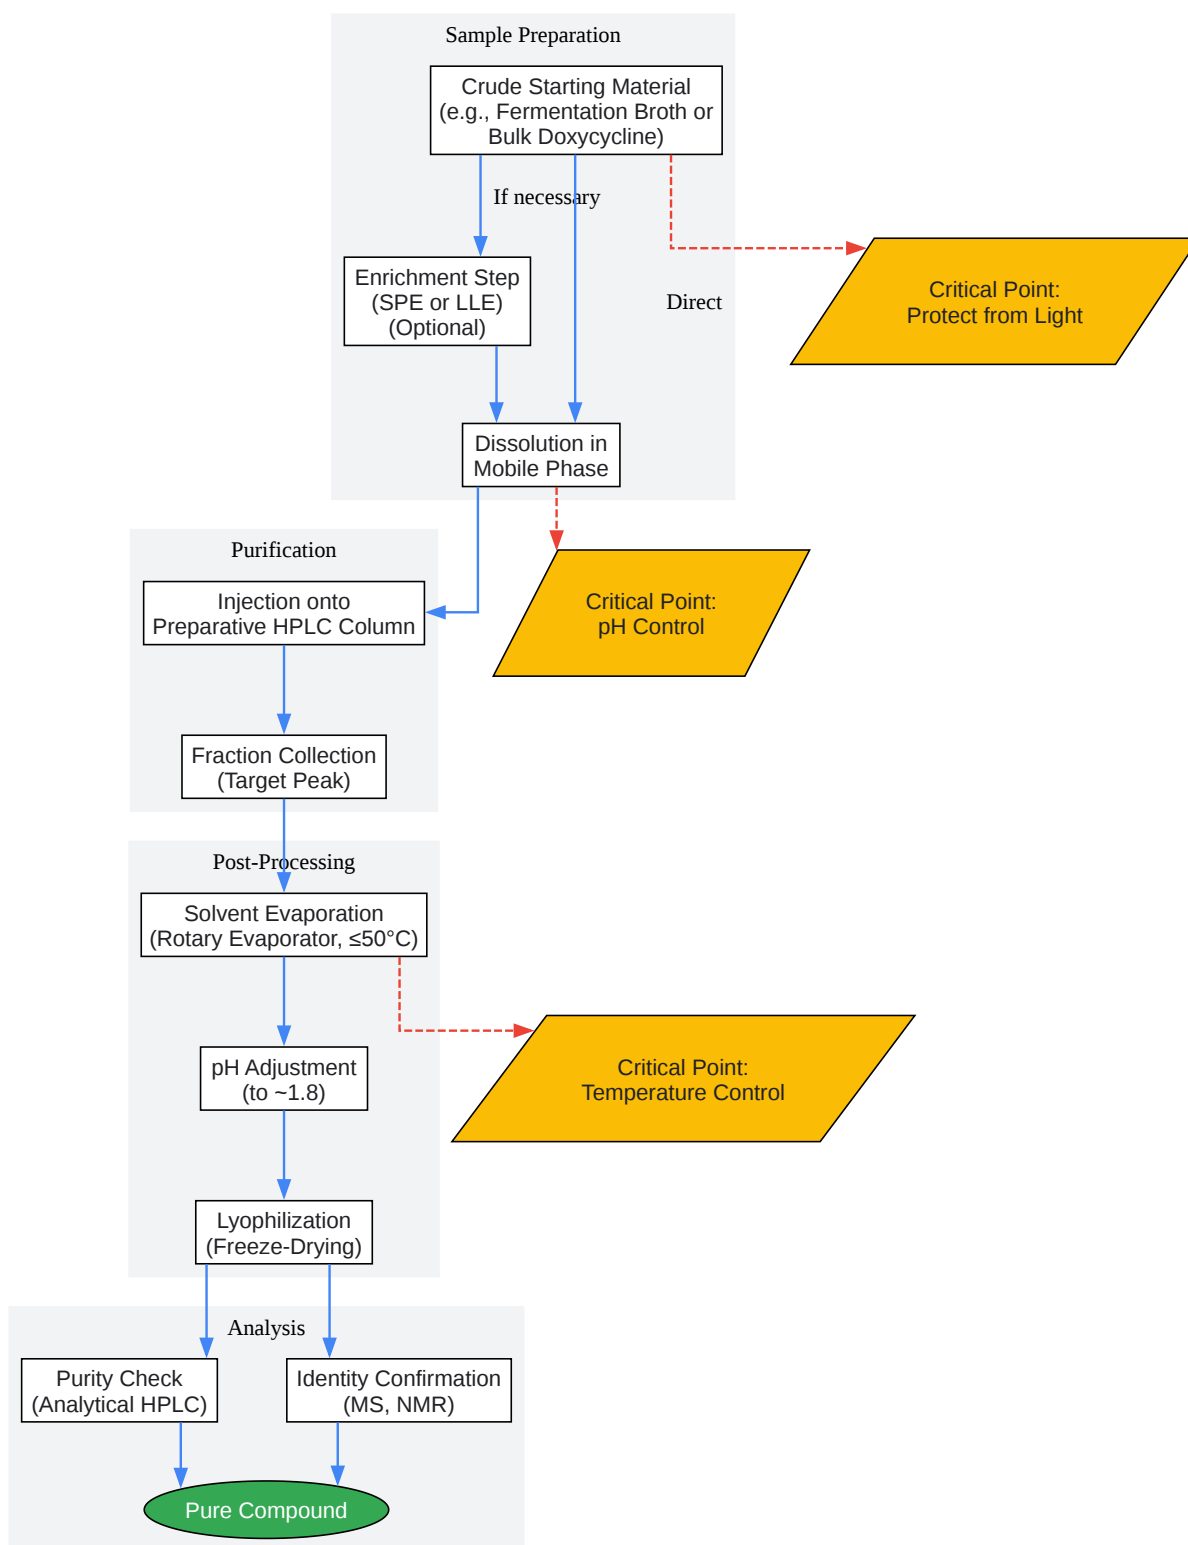 Sample Preparation
Crude Starting Material
(e.g., Fermentation Broth or
Bulk Doxycycline)
If necessary
Enrichment Step
(SPE or LLE)
(Optional)
Direct
Critical Point:
Protect from Light
Dissolution in
Mobile Phase
Purification
Injection onto
Preparative HPLC Column
Critical Point:
pH Control
Fraction Collection
(Target Peak)
Post-Processing
Solvent Evaporation
(Rotary Evaporator, ≤50°C)
pH Adjustment
(to ~1.8)
Critical Point:
Temperature Control
Lyophilization
(Freeze-Drying)
Analysis
Purity Check
(Analytical HPLC)
Identity Confirmation
(MS, NMR)
Pure Compound